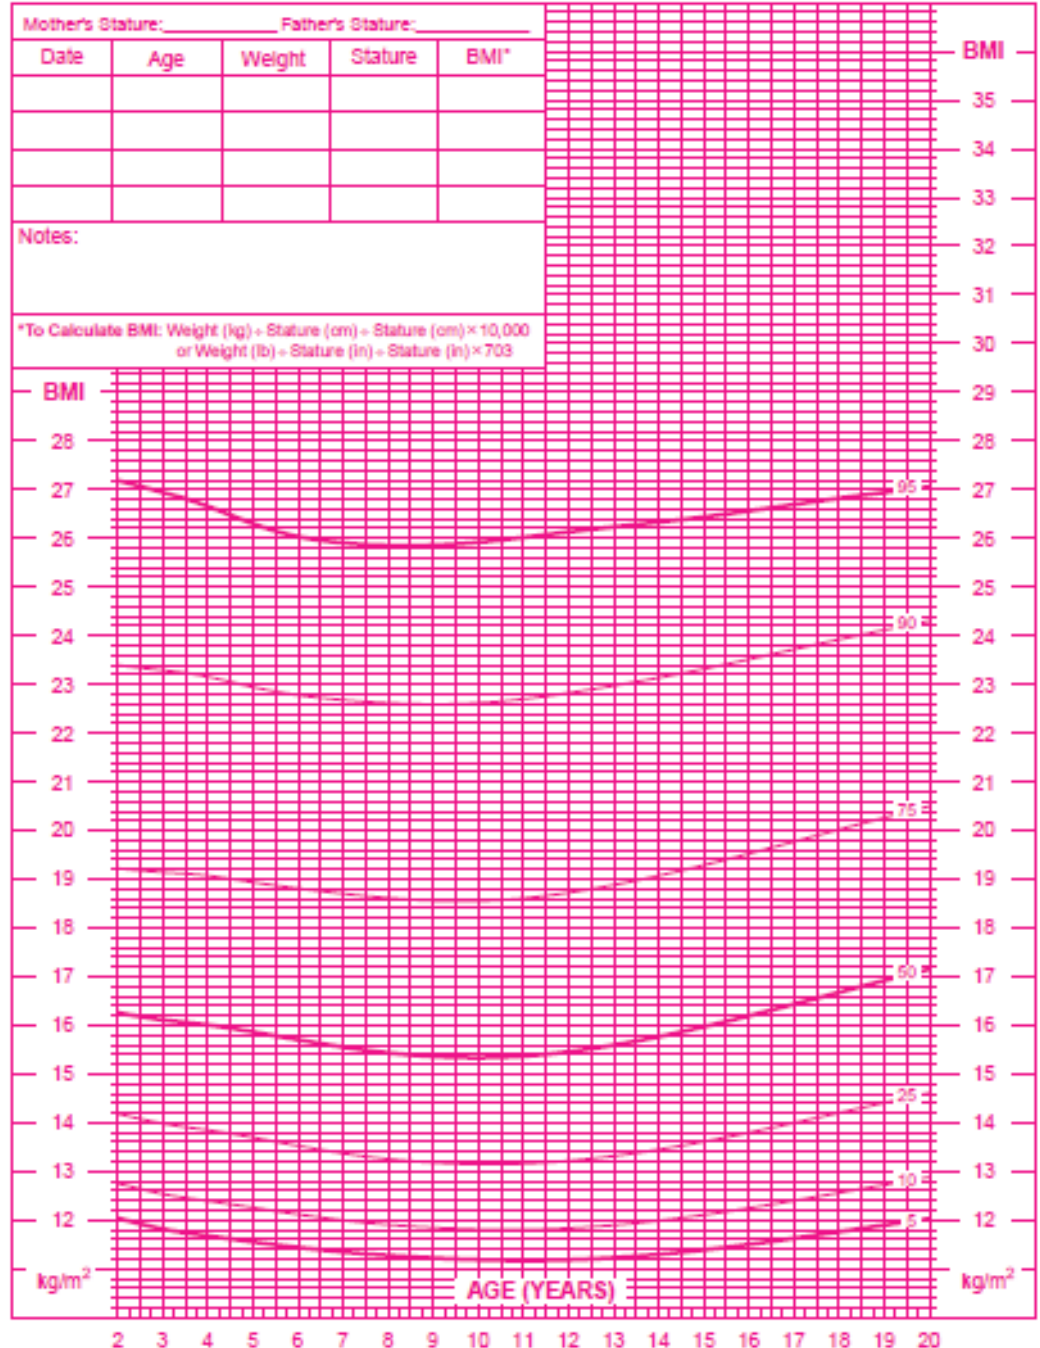 Mother's Stature: Father's Stature:
Date Age Weight Stature BMI*
Notes:
*To Calculate BMI: Weight (kg) ÷ Stature (cm) ÷ Stature (cm) × 10,000
or Weight (lb) ÷ Stature (in) ÷ Stature (in) × 703
BMI
35
34
33
32
31
30
BMI 29
28 28
27 95 27
26 26
25 25
90
24 24
23 23
22 22
21 21
75
20 20
19 19
18 18
17 50 17
16 16
15 15
25
14 14
13 13
10
12 5 12
kg/m² AGE (YEARS) kg/m²
2 3 4 5 6 7 8 9 10 11 12 13 14 15 16 17 18 19 20